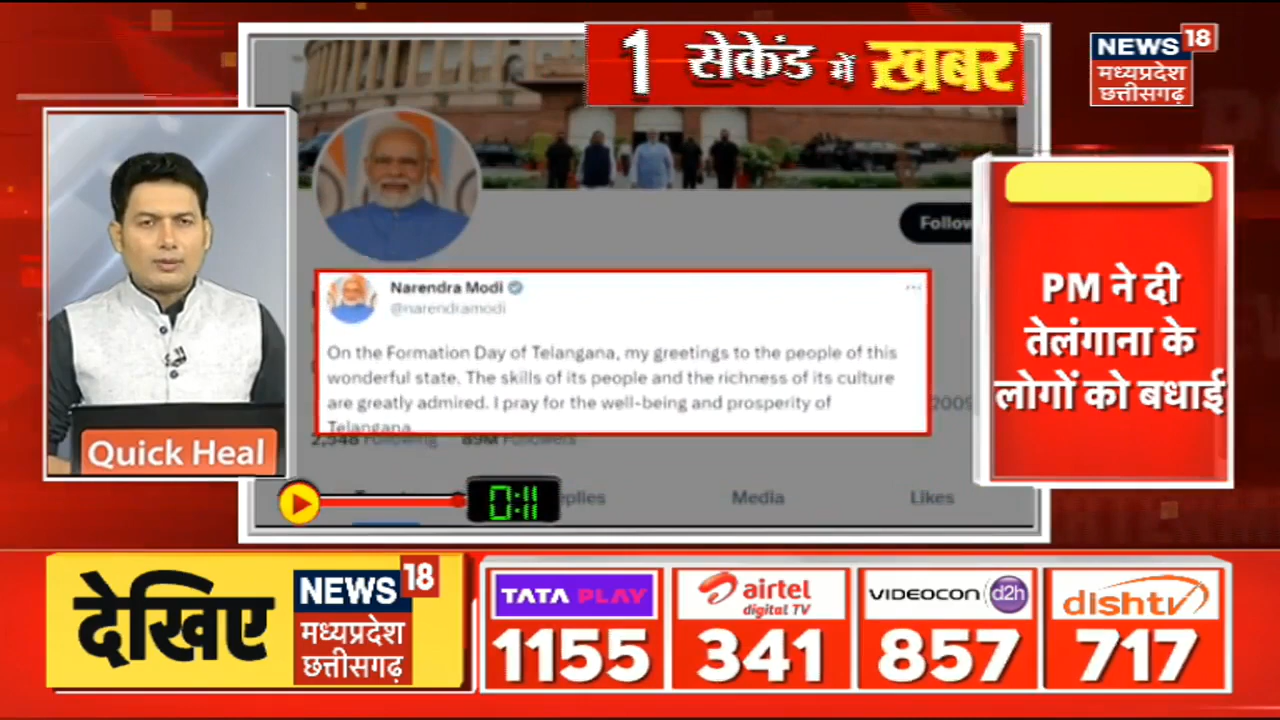 1 सेकेंड में ख़बर
NEWS 18
मध्यप्रदेश
छत्तीसगढ़
Follow
Narendra Modi
@narendramodi
On the Formation Day of Telangana, my greetings to the people of this
wonderful state. The skills of its people and the richness of its culture
are greatly admired. I pray for the well-being and prosperity of
Telangana.
2009
2,548 Following 89M Followers
PM ने दी
तेलंगाना के
लोगों को बधाई
Quick Heal
0:11
Media
Likes
देखिए
NEWS 18
मध्यप्रदेश
छत्तीसगढ़
TATA PLAY
1155
airtel
digital TV
341
VIDEOCON d2h
857
dishtv
717